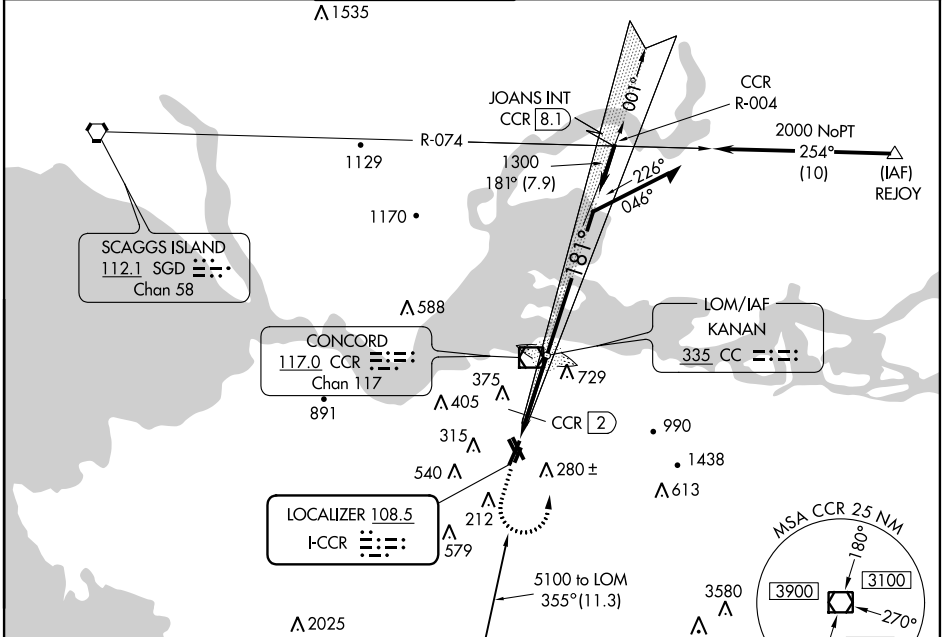 1535
JOANS INT
CCR 8.1
CCR
R-004
001°
R-074
2000 NoPT
254°
(10)
(IAF)
REJOY
1129
1300
181° (7.9)
226°
046°
1170
181°
SCAGGS ISLAND
112.1 SGD
Chan 58
588
LOM/IAF
KANAN
335 CC
CONCORD
117.0 CCR
Chan 117
729
375
405
891
CCR 2
990
315
1438
540
280 ±
613
LOCALIZER 108.5
I-CCR
212
579
MSA CCR 25 NM
180°
3100
3900
270°
5100 to LOM
355° (11.3)
3580
2025